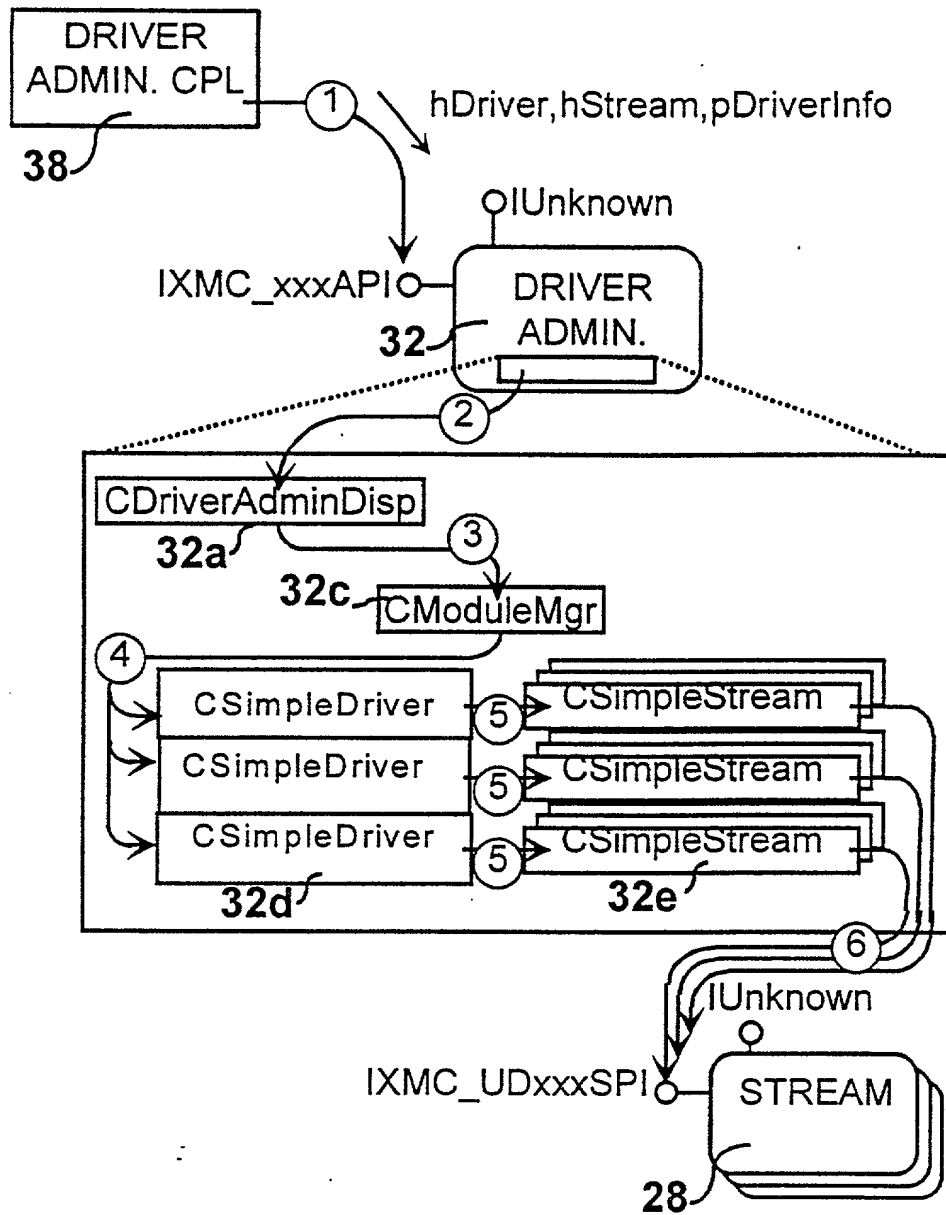 DRIVER
ADMIN. CPL
1
hDriver,hStream,pDriverInfo
38
IUnknown
IXMC_xxxAPI
DRIVER
ADMIN.
32
2
CDriverAdminDisp
32a
3
32c
CModuleMgr
4
CSimpleDriver
5
CSimpleStream
CSimpleDriver
5
CSimpleStream
CSimpleDriver
5
CSimpleStream
32d
32e
6
IUnknown
IXMC_UDxxxSPI
STREAM
28